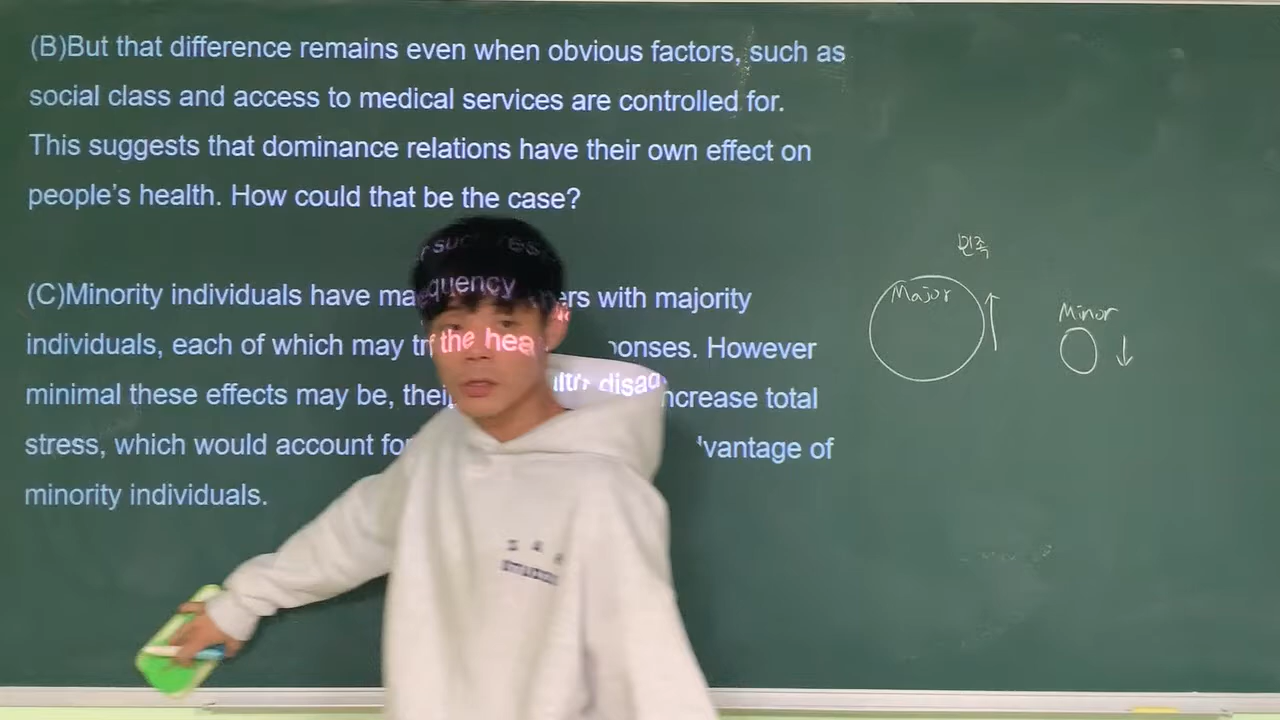 (B)But that difference remains even when obvious factors, such as
social class and access to medical services are controlled for.
This suggests that dominance relations have their own effect on
people's health. How could that be the case?
(C)Minority individuals have ma quency ers with majority
individuals, each of which may tr the hea ponses. However
minimal these effects may be, thei disa ncrease total
stress, which would account for vantage of
minority individuals.
민족
Major
Minor